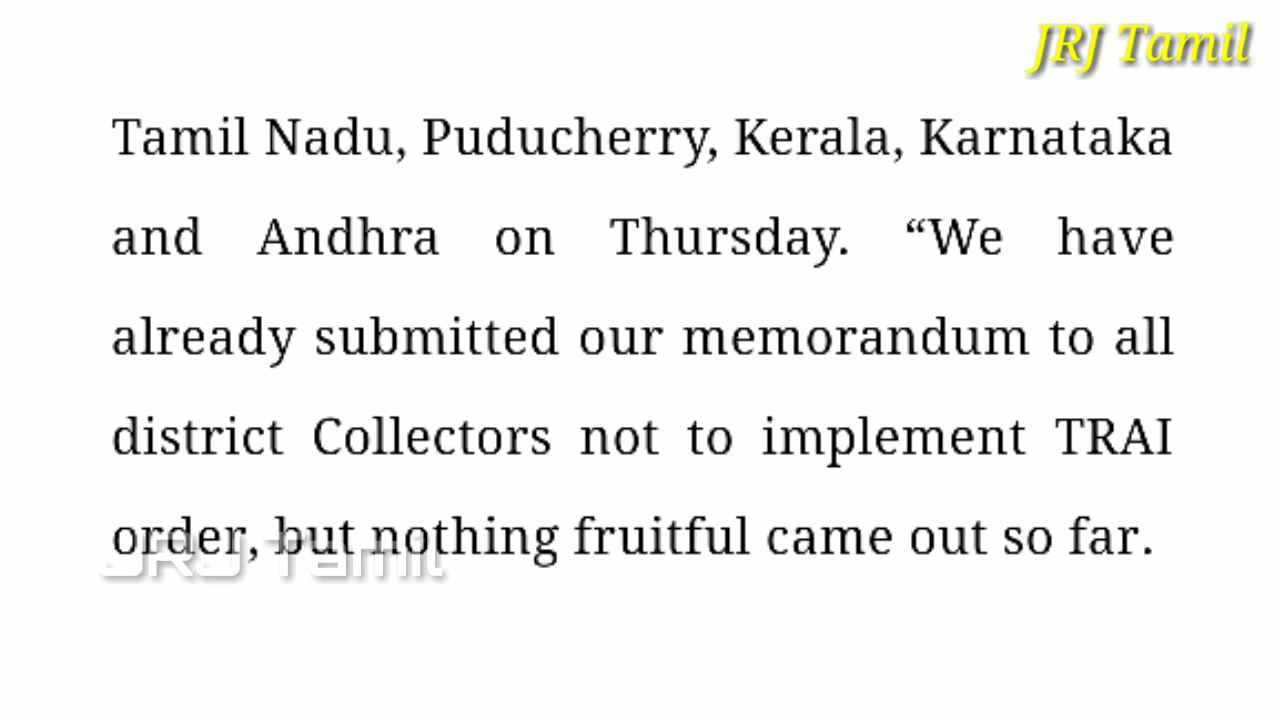 JRJ Tamil
Tamil Nadu, Puducherry, Kerala, Karnataka
and Andhra on Thursday. “We have
already submitted our memorandum to all
district Collectors not to implement TRAI
order, but nothing fruitful came out so far.
JRJ Tamil